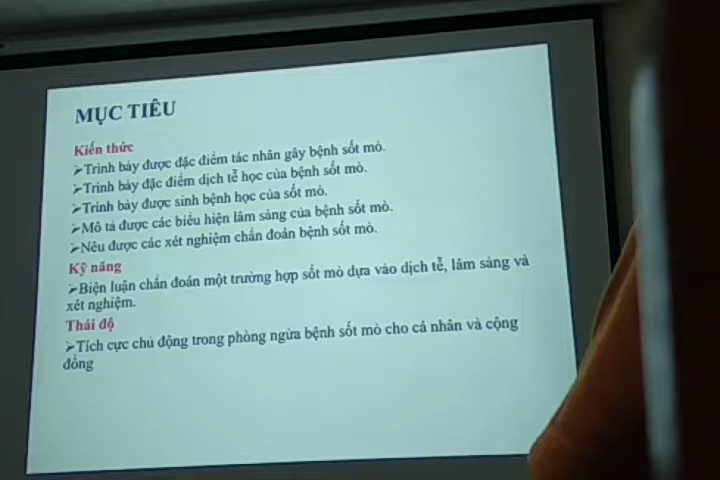 MỤC TIÊU
Kiến thức
➢Trình bày được đặc điểm tác nhân gây bệnh sốt mò.
➢Trình bày đặc điểm dịch tễ học của bệnh sốt mò.
➢Trình bày được sinh bệnh học của sốt mò.
➢Mô tả được các biểu hiện lâm sàng của bệnh sốt mò.
➢Nêu được các xét nghiệm chẩn đoán bệnh sốt mò.
Kỹ năng
➢Biện luận chẩn đoán một trường hợp sốt mò dựa vào dịch tễ, lâm sàng và
xét nghiệm.
Thái độ
➢Tích cực chủ động trong phòng ngừa bệnh sốt mò cho cá nhân và cộng
đồng